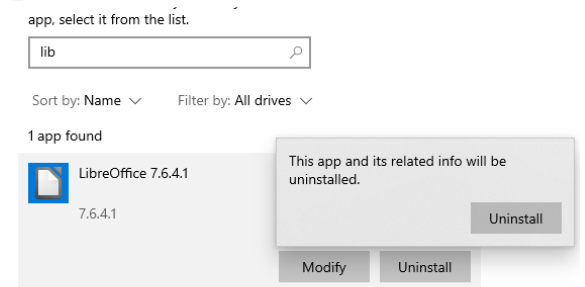 app, select it from the list.
lib
Sort by: Name Filter by: All drives
1 app found
LibreOffice 7.6.4.1
7.6.4.1
This app and its related info will be
uninstalled.
Uninstall
Modify Uninstall